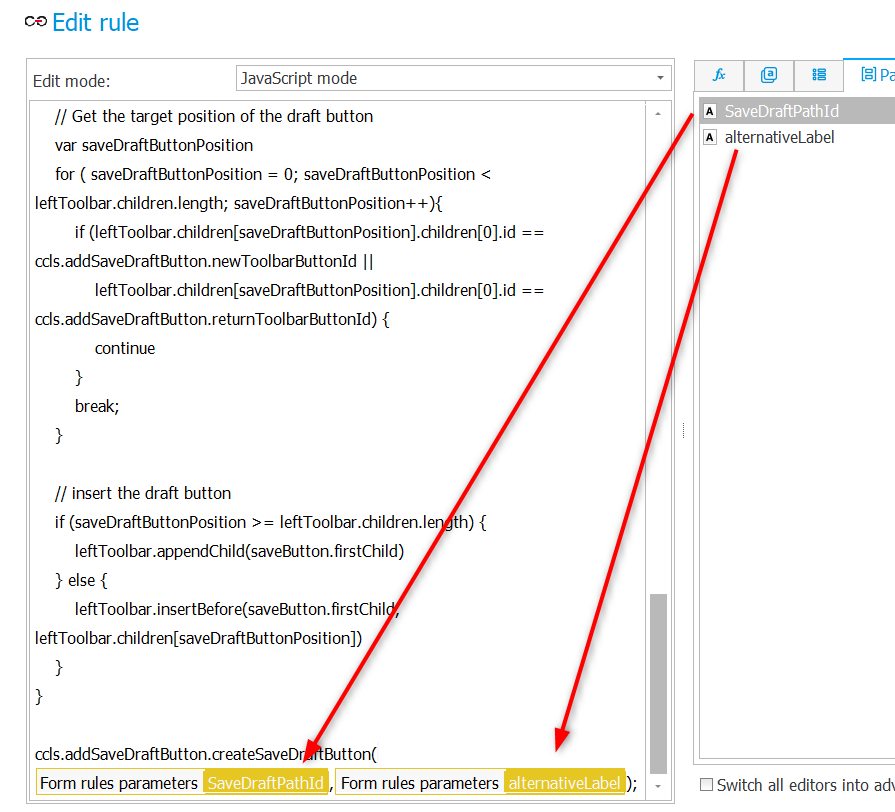 Edit rule
Edit mode:
JavaScript mode
// Get the target position of the draft button
var saveDraftButtonPosition
for ( saveDraftButtonPosition = 0; saveDraftButtonPosition <
leftToolbar.children.length; saveDraftButtonPosition++){
if (leftToolbar.children[saveDraftButtonPosition].children[0].id ==
ccls.addSaveDraftButton.newToolbarButtonId ||
leftToolbar.children[saveDraftButtonPosition].children[0].id ==
ccls.addSaveDraftButton.returnToolbarButtonId) {
continue
}
break;
}
// insert the draft button
if (saveDraftButtonPosition >= leftToolbar.children.length) {
leftToolbar.appendChild(saveButton.firstChild)
} else {
leftToolbar.insertBefore(saveButton.firstChild,
leftToolbar.children[saveDraftButtonPosition])
}
}
ccls.addSaveDraftButton.createSaveDraftButton(
Form rules parameters SaveDraftPathId , Form rules parameters alternativeLabel );
fx
a
Pa
A SaveDraftPathId
A alternativeLabel
Switch all editors into adv